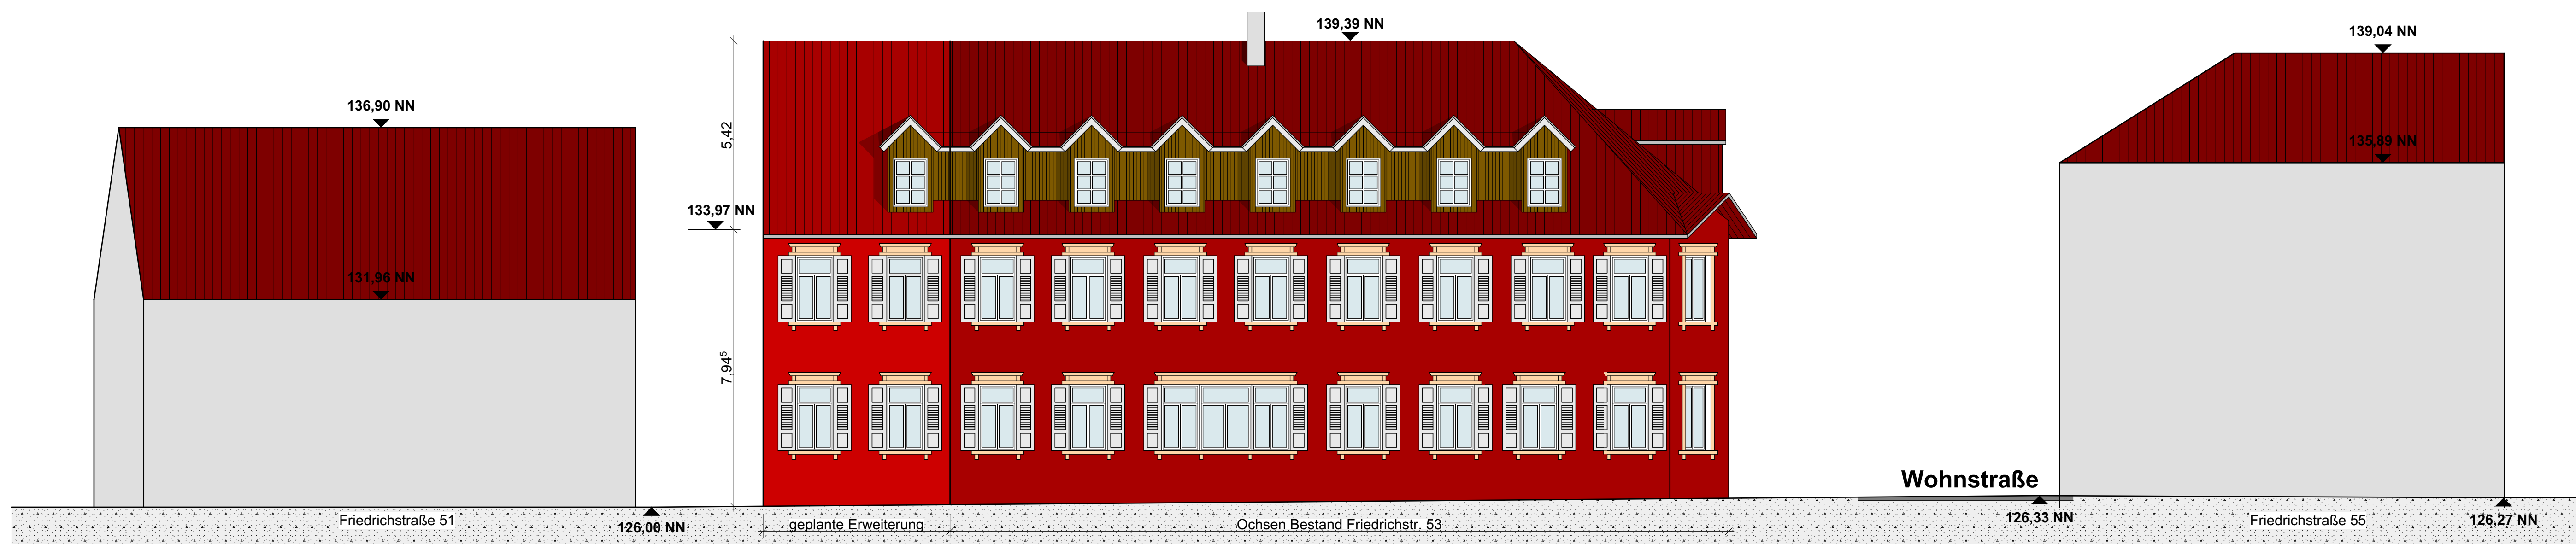 139,39 NN
139,04 NN
136,90 NN
5,42
135,89 NN
133,97 NN
131,96 NN
7,94⁵
Wohnstraße
Friedrichstraße 51
126,00 NN
geplante Erweiterung
Ochsen Bestand Friedrichstr. 53
126,33 NN
Friedrichstraße 55
126,27 NN